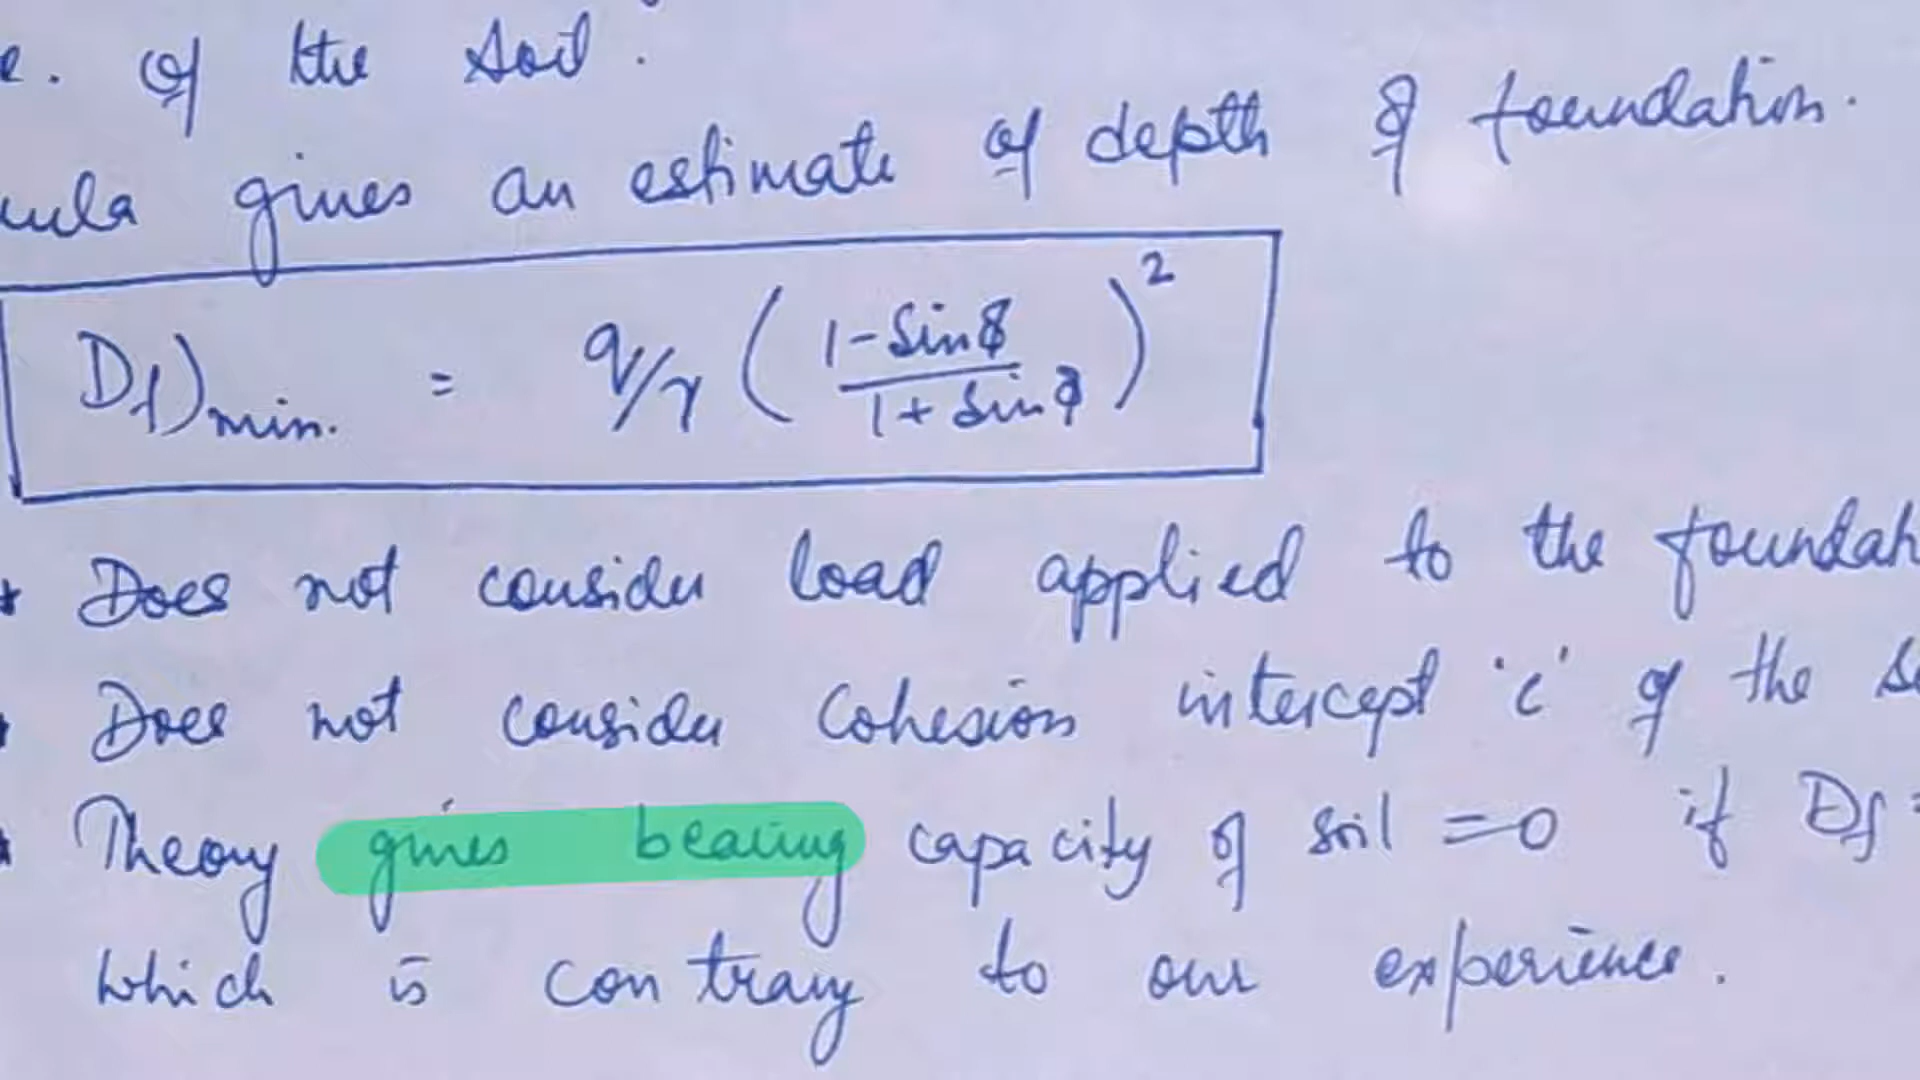 . of the soil.
gives an estimate of depth of foundation.
Df)min. = q/γ ( 1-Sinφ / 1+Sinφ )²
* Does not consider load applied to the
* Does not consider Cohesion intercept 'c' of the
* Theory gives bearing capacity of soil =0 if Df =
which is contrary to our experience.